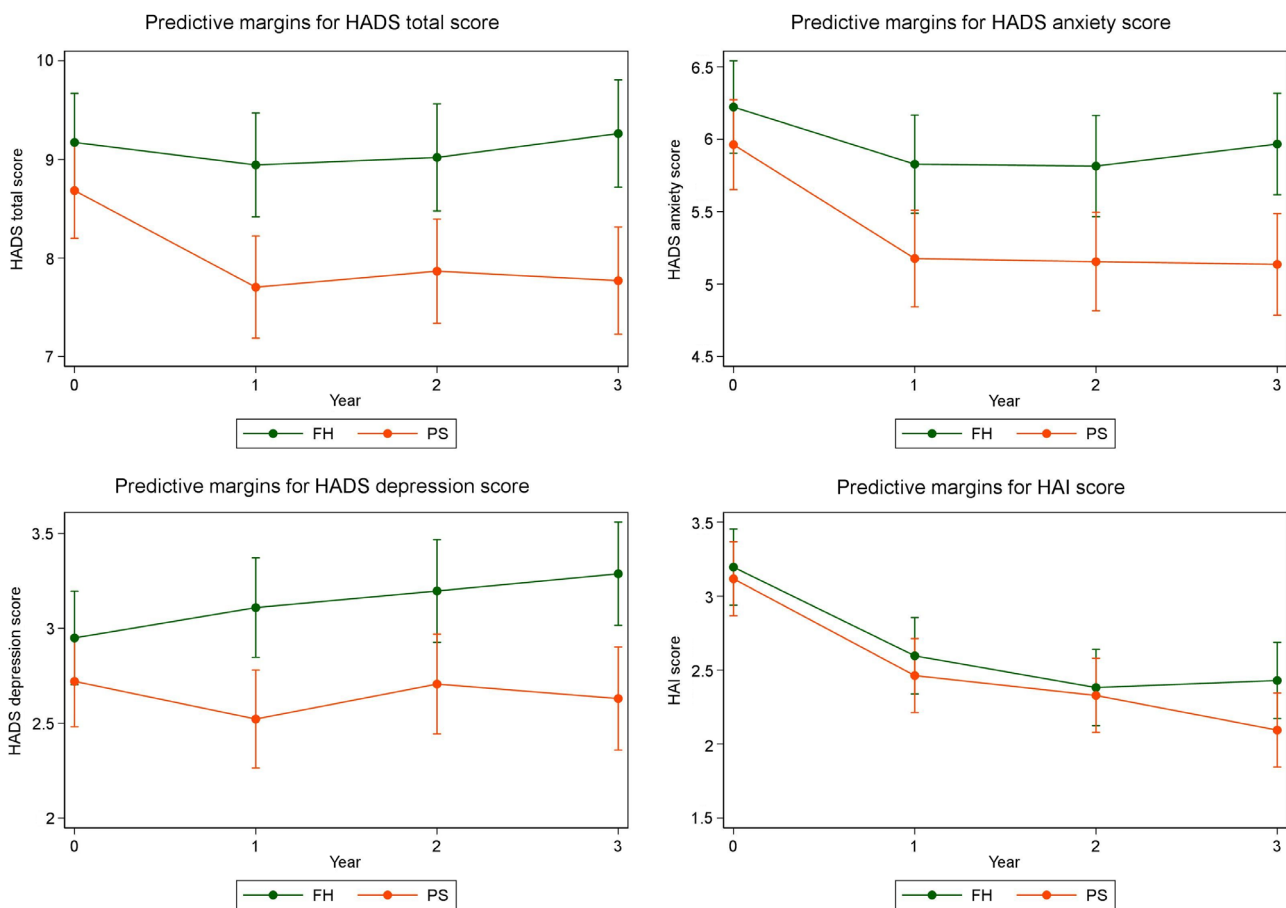 Predictive margins for HADS total score
10
9
8
7
HADS total score
0 1 2 3
Year
FH PS
Predictive margins for HADS anxiety score
6.5
6
5.5
5
4.5
HADS anxiety score
0 1 2 3
Year
FH PS
Predictive margins for HADS depression score
3.5
3
2.5
2
HADS depression score
0 1 2 3
Year
FH PS
Predictive margins for HAI score
3.5
3
2.5
2
1.5
HAI score
0 1 2 3
Year
FH PS